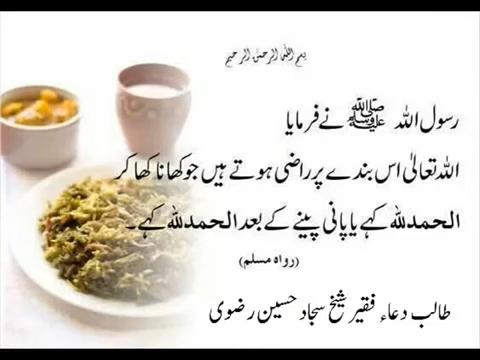 بسم اللہ الرحمن الرحیم
رسول اللہ ﷺ نے فرمایا
اللہ تعالیٰ اس بندے پر راضی ہوتے ہیں جو کھانا کھا کر
الحمدللہ کہے یا پانی پینے کے بعد الحمدللہ کہے۔
(رواہ مسلم)
طالب دعاء فقیر شیخ سجاد حسین رضوی